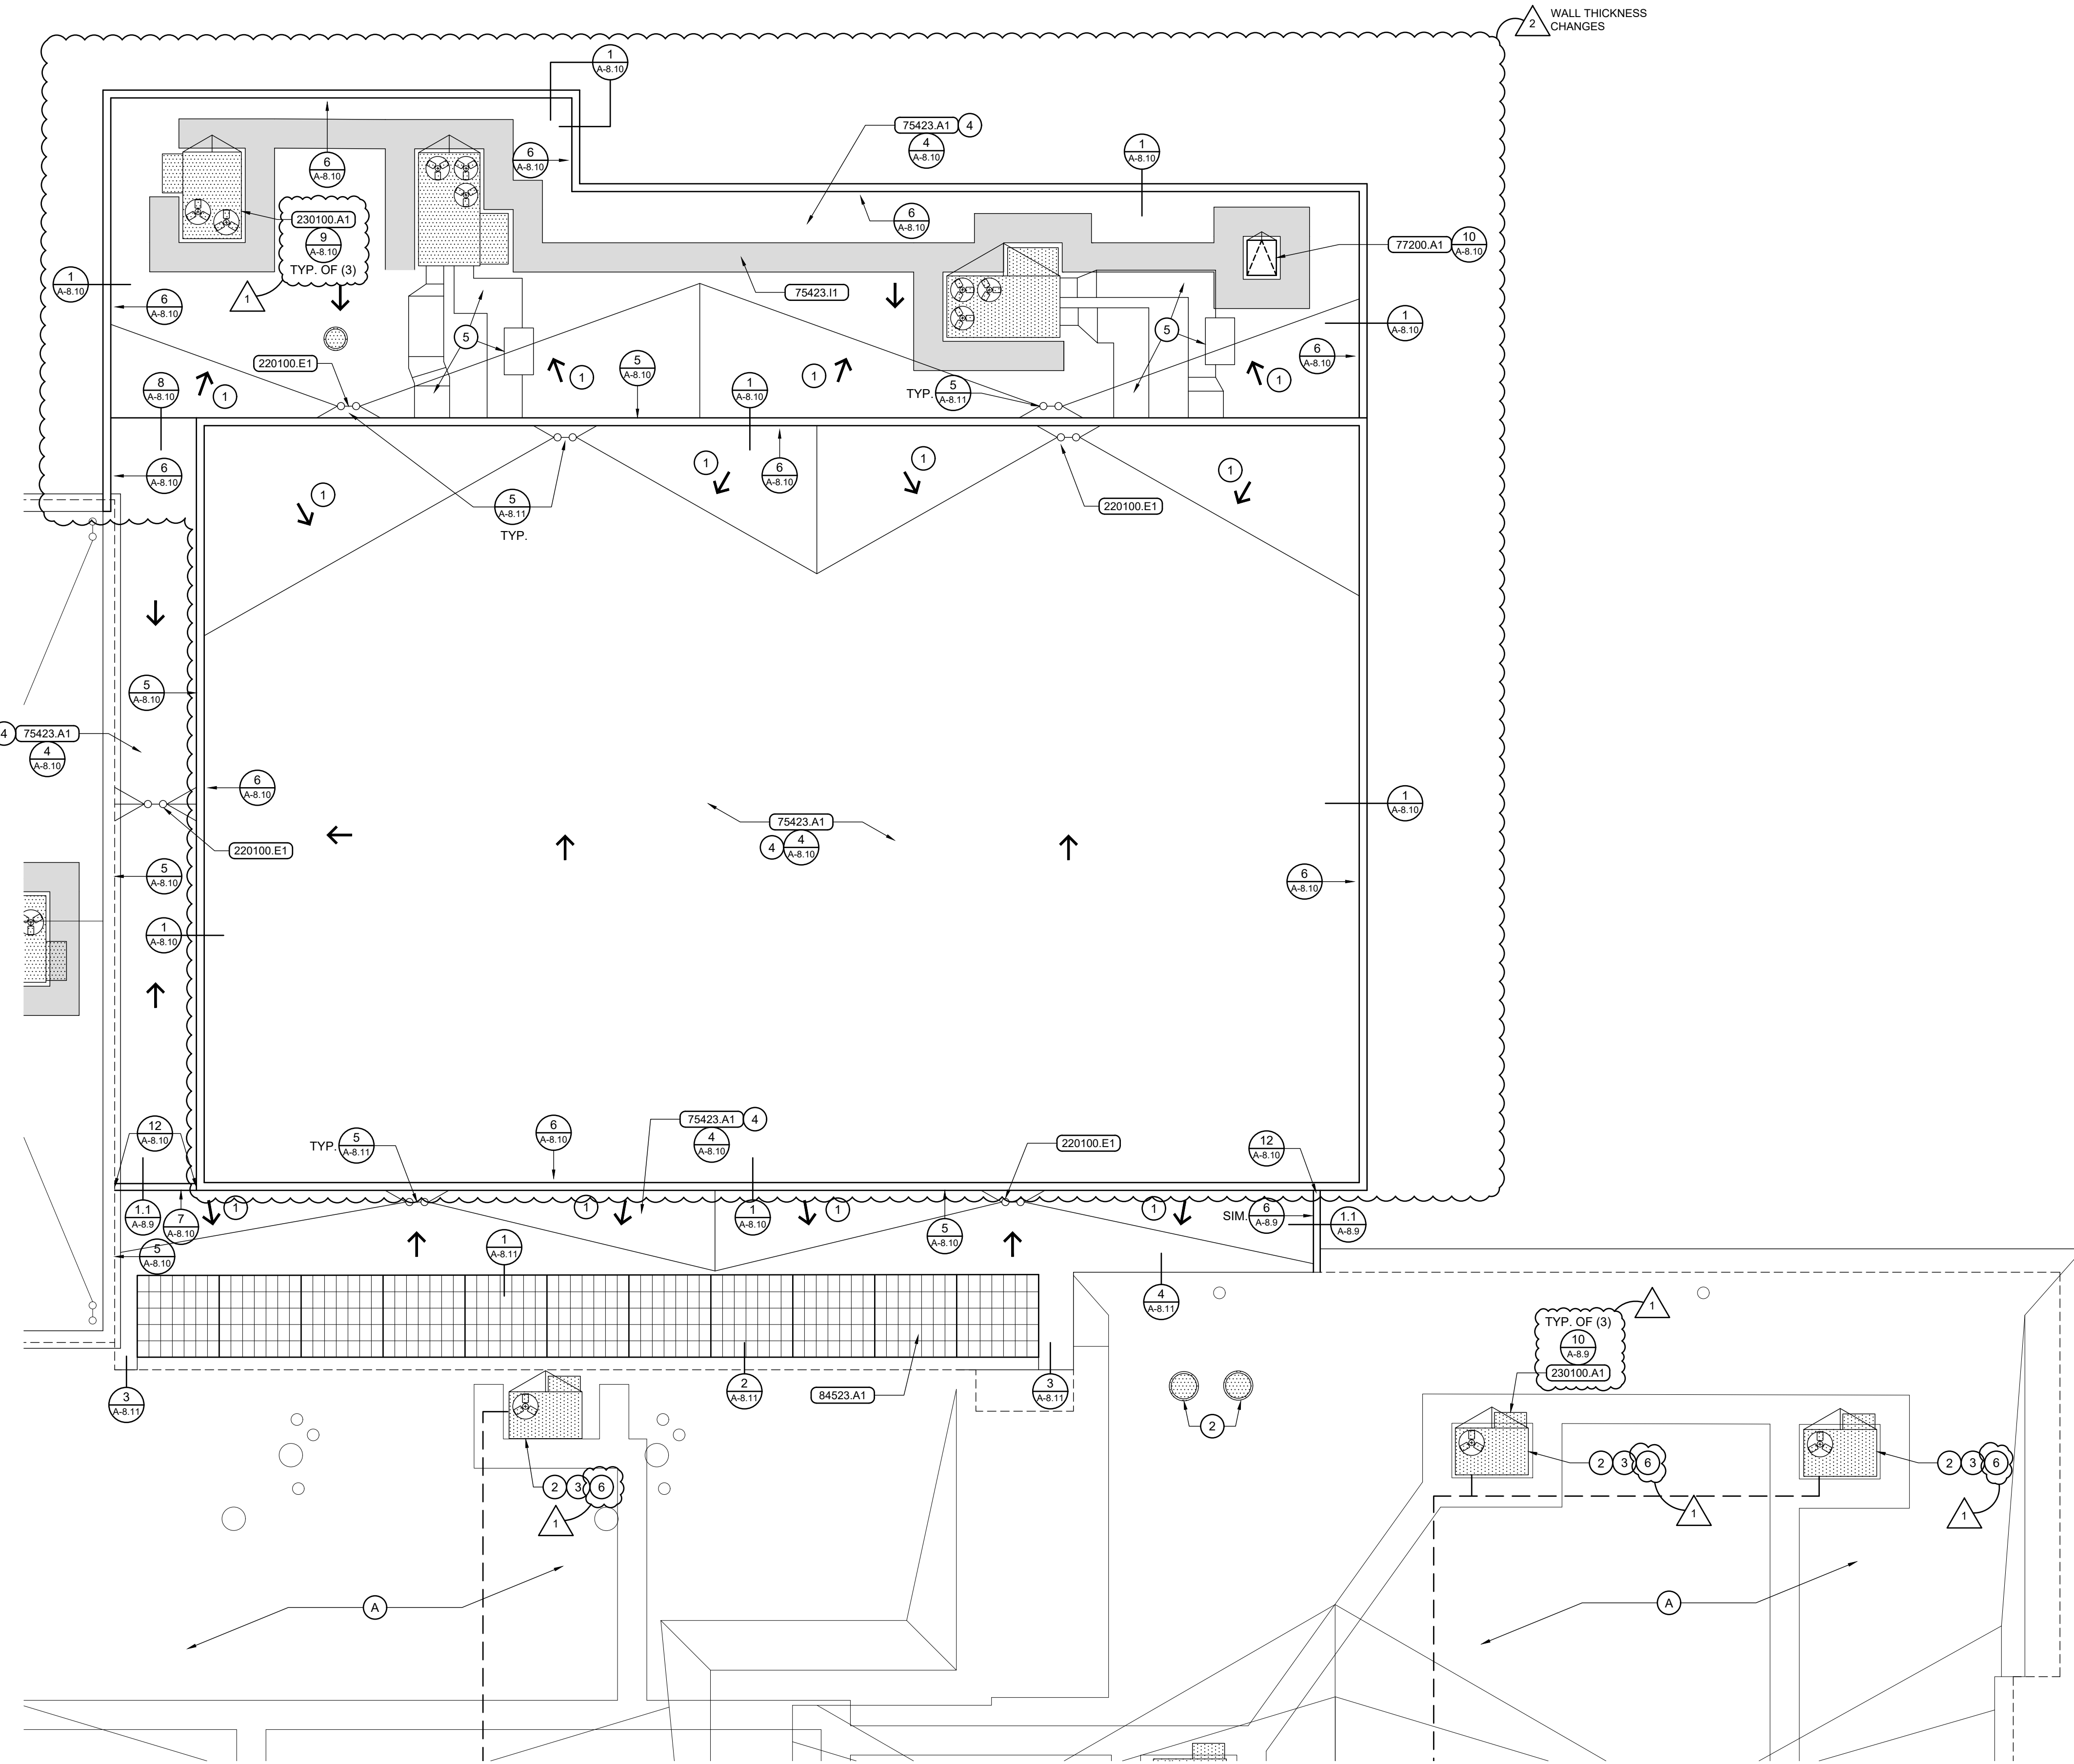 2
WALL THICKNESS
CHANGES
1
A-8.10
75423.A1
4
4
A-8.10
1
A-8.10
6
A-8.10
6
A-8.10
230100.A1
9
A-8.10
TYP. OF (3)
1
6
A-8.10
77200.A1
10
A-8.10
1
A-8.10
6
A-8.10
75423.I1
1
A-8.10
5
5
6
A-8.10
220100.E1
5
A-8.10
8
A-8.10
1
1
1
A-8.10
1
TYP.
5
A-8.11
1
6
A-8.10
1
1
6
A-8.10
1
1
5
A-8.11
TYP.
220100.E1
5
A-8.10
4
75423.A1
4
A-8.10
6
A-8.10
1
A-8.10
75423.A1
4
4
A-8.10
220100.E1
5
A-8.10
6
A-8.10
1
A-8.10
12
A-8.10
TYP.
5
A-8.11
6
A-8.10
75423.A1
4
4
A-8.10
220100.E1
12
A-8.10
1.1
A-8.9
7
A-8.10
1
1
1
A-8.10
1
5
A-8.10
1
SIM.
6
A-8.9
1.1
A-8.9
5
A-8.10
1
A-8.11
4
A-8.11
1
TYP. OF (3)
10
A-8.9
230100.A1
3
A-8.11
2
A-8.11
84523.A1
3
A-8.11
2
2
3
6
1
2
3
6
1
2
3
6
1
A
A